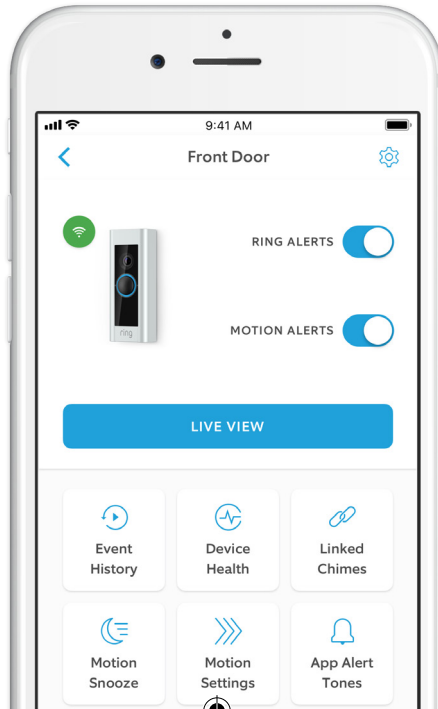 9:41 AM
Front Door
RING ALERTS
ring
MOTION ALERTS
LIVE VIEW
Event
History
Device
Health
Linked
Chimes
Motion
Snooze
Motion
Settings
App Alert
Tones